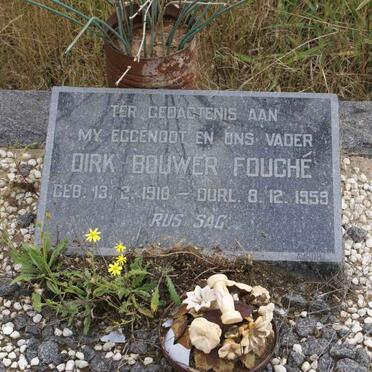 TER GEDAGTENIS AAN
MY EGGENOOT EN ONS VADER
DIRK BOUWER FOUCHÉ
GEB. 13. 2. 1918 — OORL. 8. 12. 1959
RUS SAG